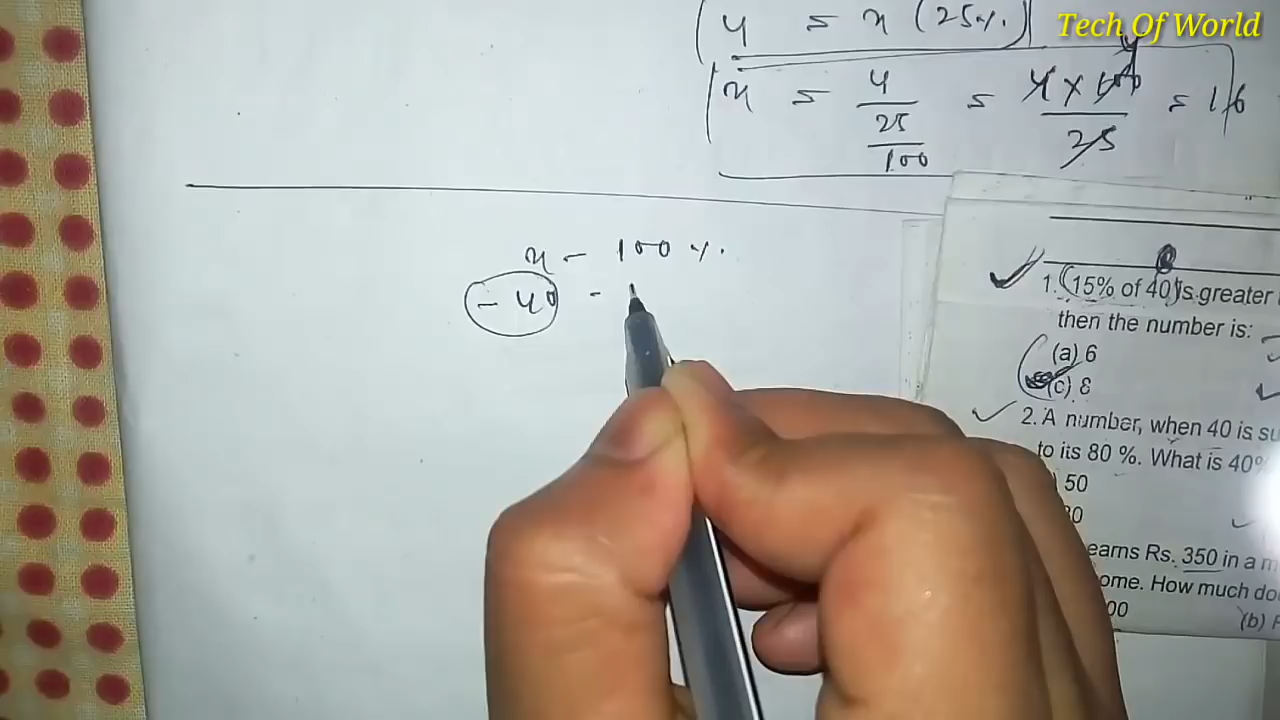 Tech Of World
4 = x (25%.)
x = 4 / 25 / 100 = 4 x 100 / 25 = 16
4
x - 100 %.
- 40 -
1. (15% of 40) is greater
then the number is:
(a) 6
(c) 8
2. A number, when 40 is su
to its 80 %. What is 40%
50
earns Rs. 350 in a m
ome. How much do
00
(b)